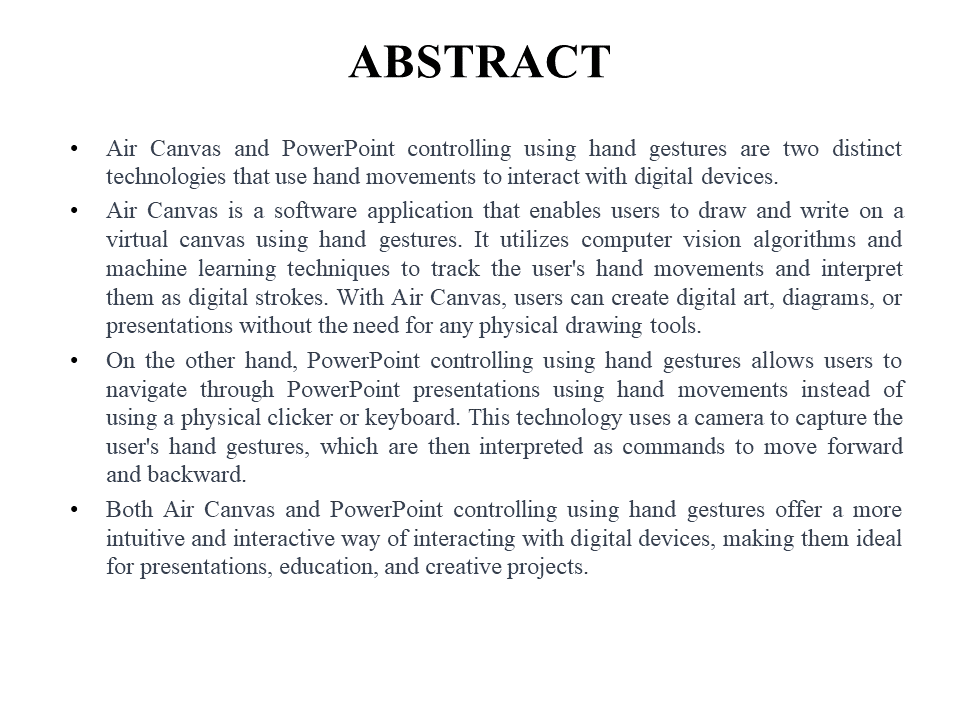 ABSTRACT
• Air Canvas and PowerPoint controlling using hand gestures are two distinct
technologies that use hand movements to interact with digital devices.
• Air Canvas is a software application that enables users to draw and write on a
virtual canvas using hand gestures. It utilizes computer vision algorithms and
machine learning techniques to track the user's hand movements and interpret
them as digital strokes. With Air Canvas, users can create digital art, diagrams, or
presentations without the need for any physical drawing tools.
• On the other hand, PowerPoint controlling using hand gestures allows users to
navigate through PowerPoint presentations using hand movements instead of
using a physical clicker or keyboard. This technology uses a camera to capture the
user's hand gestures, which are then interpreted as commands to move forward
and backward.
• Both Air Canvas and PowerPoint controlling using hand gestures offer a more
intuitive and interactive way of interacting with digital devices, making them ideal
for presentations, education, and creative projects.